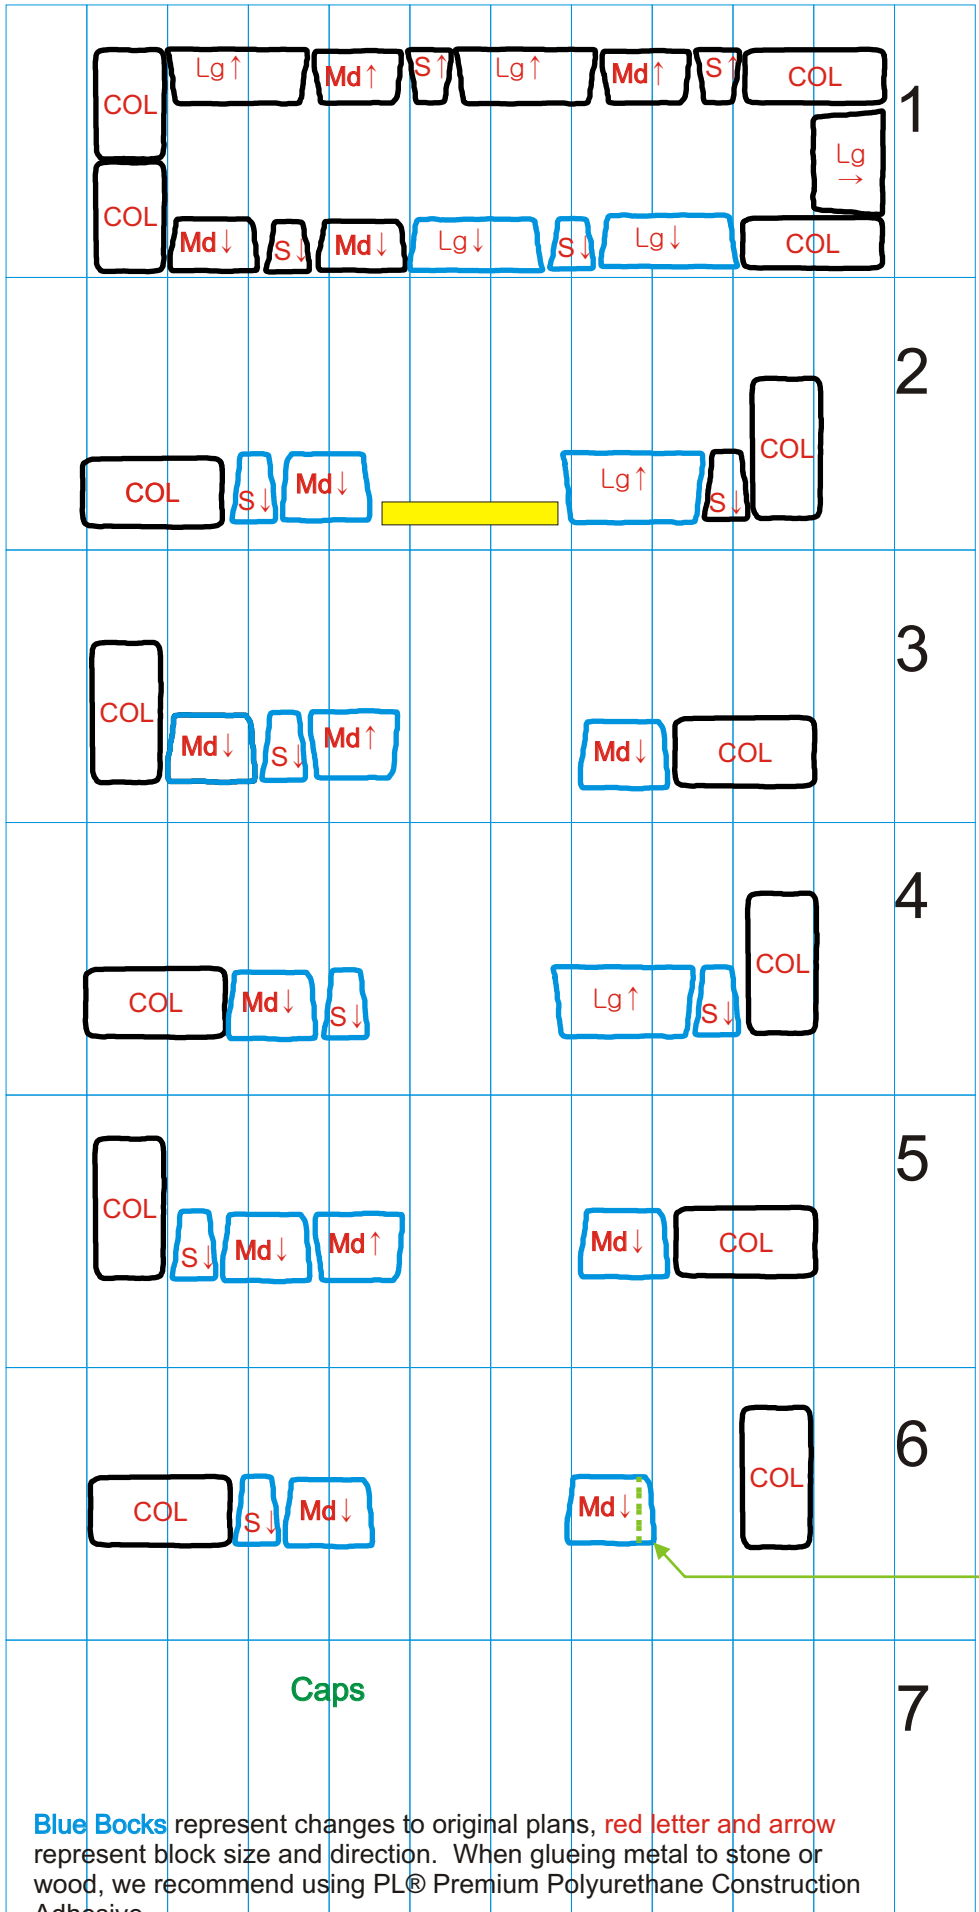 COL Lg↑ Md↑ S↑ Lg↑ Md↑ S↑ COL
1
Lg
→
COL Md↓ S↓ Md↓ Lg↓ S↓ Lg↓ COL
2
COL S↓ Md↓ Lg↑ S↓ COL
3
COL Md↓ S↓ Md↑ Md↓ COL
4
COL Md↓ S↓ Lg↑ S↓ COL
5
COL S↓ Md↓ Md↑ Md↓ COL
6
COL S↓ Md↓ Md↓ COL
Caps
7
Blue Bocks represent changes to original plans, red letter and arrow
represent block size and direction. When glueing metal to stone or
wood, we recommend using PL® Premium Polyurethane Construction
Adhesive